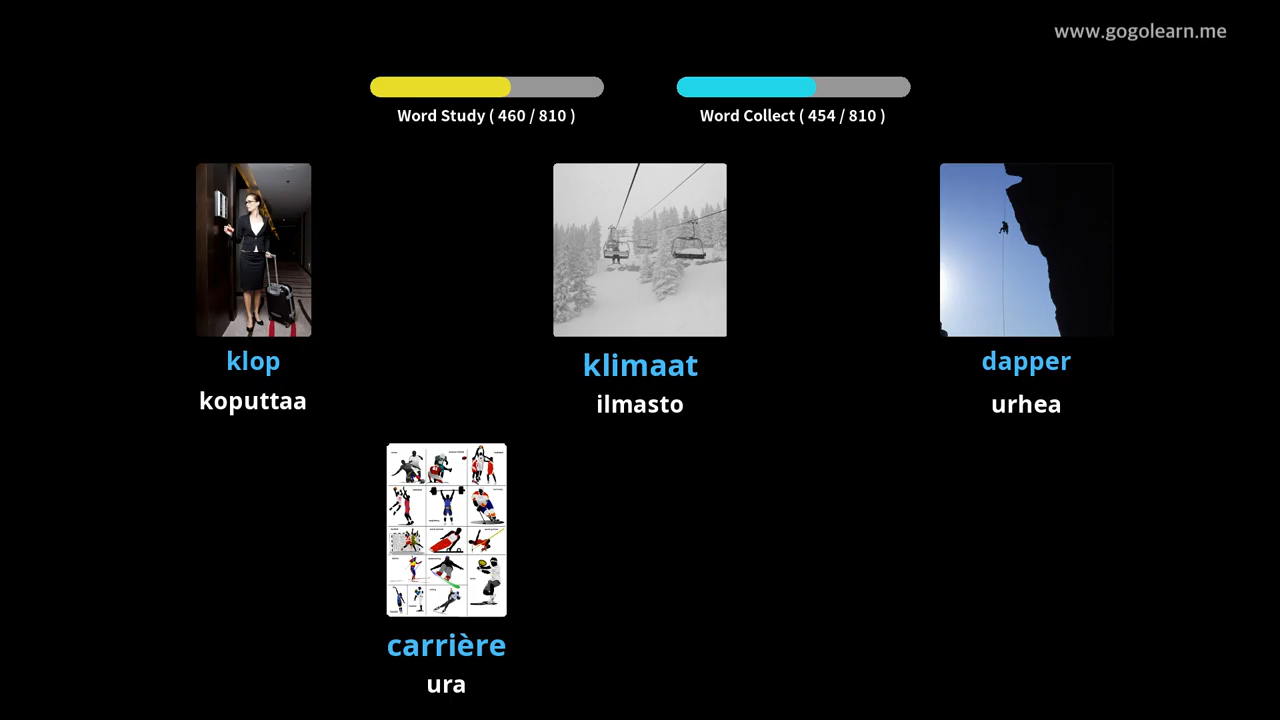 www.gogolearn.me
Word Study ( 460 / 810 )
Word Collect ( 454 / 810 )
klop
koputtaa
klimaat
ilmasto
dapper
urhea
carrière
ura